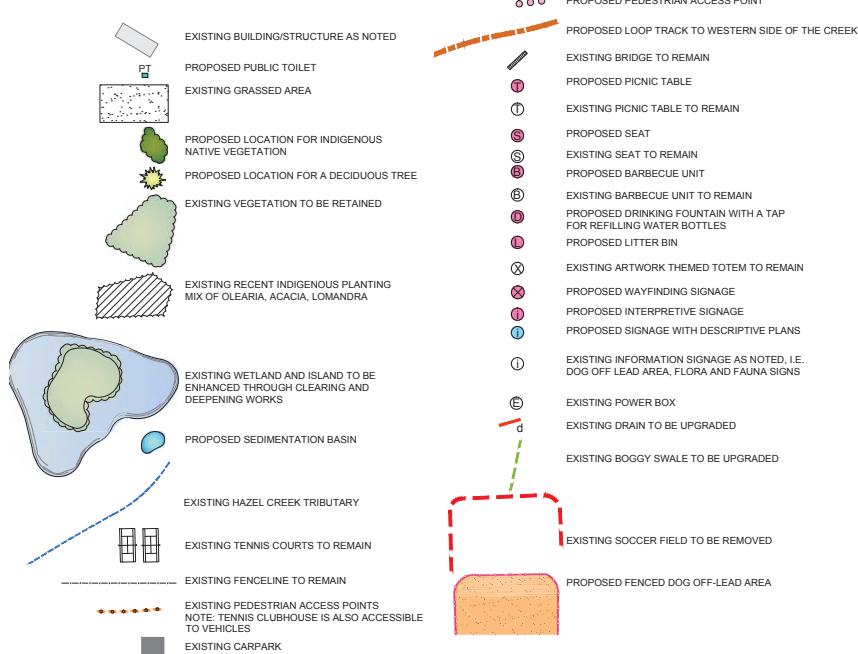 EXISTING BUILDING/STRUCTURE AS NOTED
PT
PROPOSED PUBLIC TOILET
EXISTING GRASSED AREA
PROPOSED LOCATION FOR INDIGENOUS
NATIVE VEGETATION
PROPOSED LOCATION FOR A DECIDUOUS TREE
EXISTING VEGETATION TO BE RETAINED
EXISTING RECENT INDIGENOUS PLANTING
MIX OF OLEARIA, ACACIA, LOMANDRA
EXISTING WETLAND AND ISLAND TO BE
ENHANCED THROUGH CLEARING AND
DEEPENING WORKS
PROPOSED SEDIMENTATION BASIN
EXISTING HAZEL CREEK TRIBUTARY
EXISTING TENNIS COURTS TO REMAIN
EXISTING FENCELINE TO REMAIN
EXISTING PEDESTRIAN ACCESS POINTS
NOTE: TENNIS CLUBHOUSE IS ALSO ACCESSIBLE
TO VEHICLES
EXISTING CARPARK
PROPOSED PEDESTRIAN ACCESS POINT
PROPOSED LOOP TRACK TO WESTERN SIDE OF THE CREEK
EXISTING BRIDGE TO REMAIN
T PROPOSED PICNIC TABLE
T EXISTING PICNIC TABLE TO REMAIN
S PROPOSED SEAT
S EXISTING SEAT TO REMAIN
B PROPOSED BARBECUE UNIT
B EXISTING BARBECUE UNIT TO REMAIN
D PROPOSED DRINKING FOUNTAIN WITH A TAP
FOR REFILLING WATER BOTTLES
L PROPOSED LITTER BIN
X EXISTING ARTWORK THEMED TOTEM TO REMAIN
X PROPOSED WAYFINDING SIGNAGE
i PROPOSED INTERPRETIVE SIGNAGE
i PROPOSED SIGNAGE WITH DESCRIPTIVE PLANS
i EXISTING INFORMATION SIGNAGE AS NOTED, I.E.
DOG OFF LEAD AREA, FLORA AND FAUNA SIGNS
E EXISTING POWER BOX
d EXISTING DRAIN TO BE UPGRADED
EXISTING BOGGY SWALE TO BE UPGRADED
EXISTING SOCCER FIELD TO BE REMOVED
PROPOSED FENCED DOG OFF-LEAD AREA